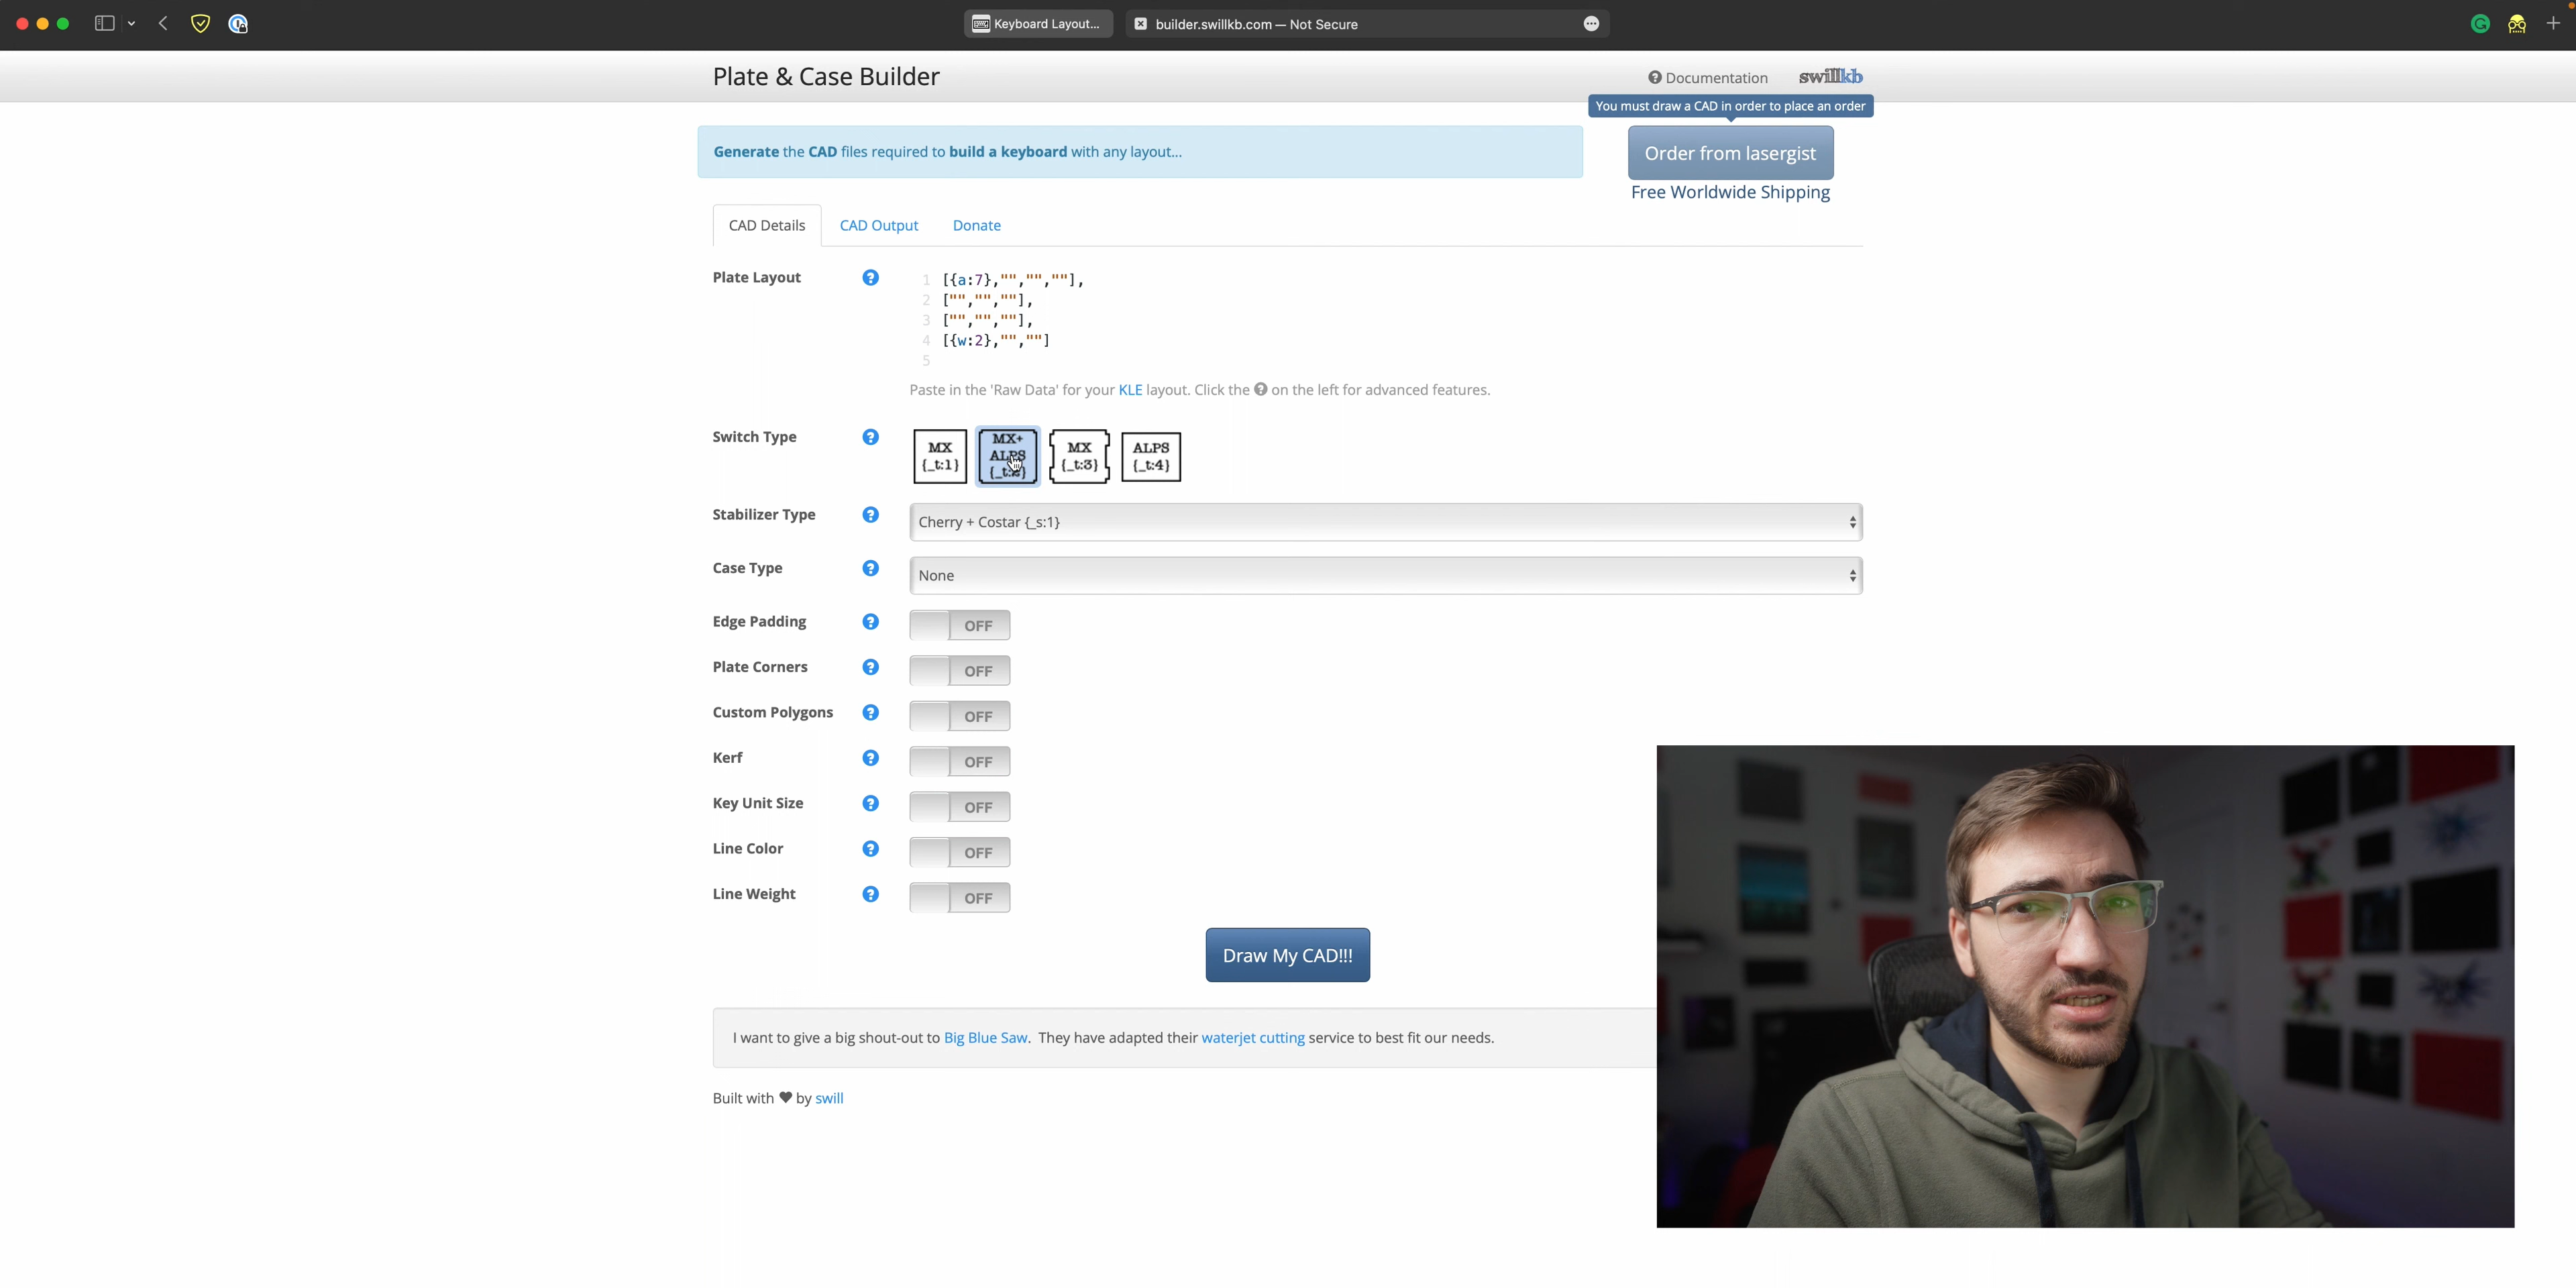 Keyboard Layout...
builder.swillkb.com — Not Secure
Plate & Case Builder
Documentation
swillkb
You must draw a CAD in order to place an order
Generate the CAD files required to build a keyboard with any layout...
Order from lasergist
Free Worldwide Shipping
CAD Details
CAD Output
Donate
Plate Layout
1 [{a:7},"","",""],
2 ["","",""],
3 ["","",""],
4 [{w:2},"",""]
5
Paste in the 'Raw Data' for your KLE layout. Click the ? on the left for advanced features.
Switch Type
MX
{_t:1}
MX+
ALPS
MX
{_t:3}
ALPS
{_t:4}
Stabilizer Type
Cherry + Costar {_s:1}
Case Type
None
Edge Padding
OFF
Plate Corners
OFF
Custom Polygons
OFF
Kerf
OFF
Key Unit Size
OFF
Line Color
OFF
Line Weight
OFF
Draw My CAD!!!
I want to give a big shout-out to Big Blue Saw. They have adapted their waterjet cutting service to best fit our needs.
Built with ♥ by swill